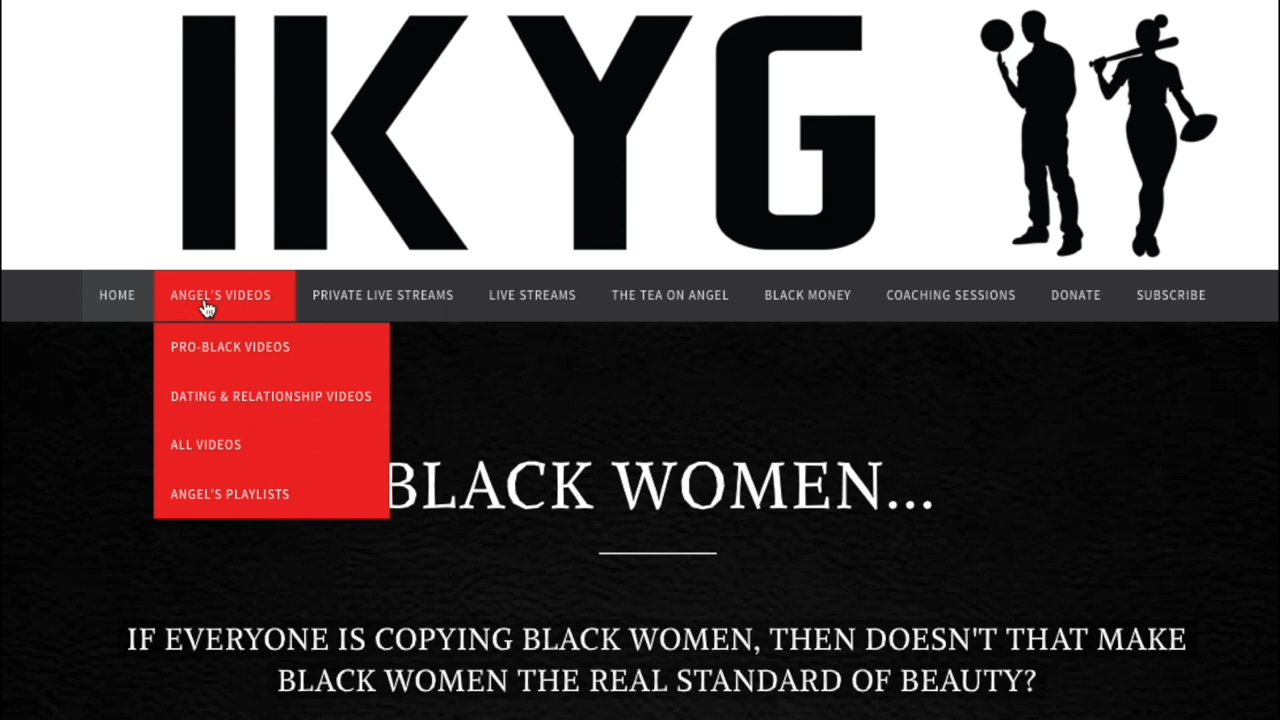 IKYG
HOME ANGEL'S VIDEOS PRIVATE LIVE STREAMS LIVE STREAMS THE TEA ON ANGEL BLACK MONEY COACHING SESSIONS DONATE SUBSCRIBE
PRO-BLACK VIDEOS
DATING & RELATIONSHIP VIDEOS
ALL VIDEOS
ANGEL'S PLAYLISTS
BLACK WOMEN...
IF EVERYONE IS COPYING BLACK WOMEN, THEN DOESN'T THAT MAKE
BLACK WOMEN THE REAL STANDARD OF BEAUTY?